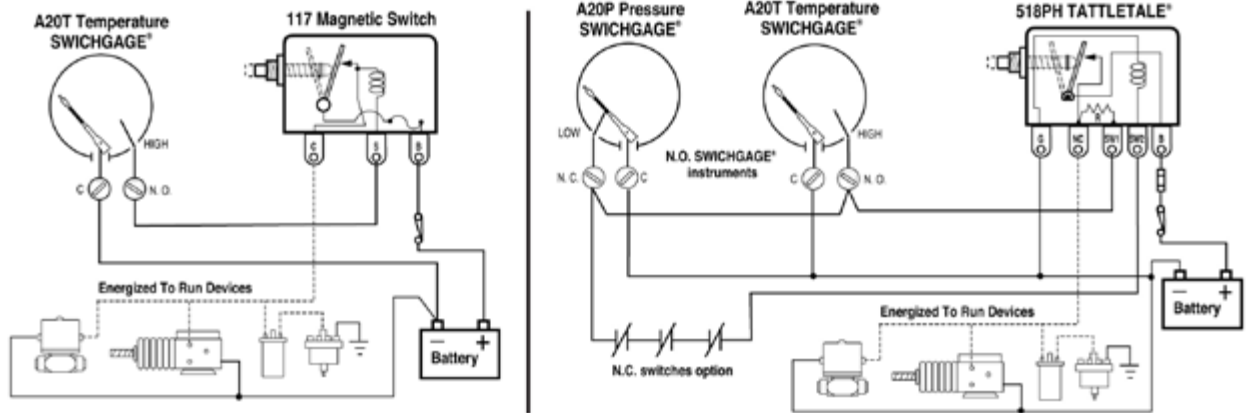 A20T Temperature
SWICHGAGE®
117 Magnetic Switch
HIGH
C
N. O.
C
S
B
Energized To Run Devices
– +
Battery
A20P Pressure
SWICHGAGE®
A20T Temperature
SWICHGAGE®
518PH TATTLETALE®
LOW
HIGH
N. C.
C
N.O. SWICHGAGE®
instruments
C
N. O.
G
NC
SW1
SW2
B
R
– +
Battery
Energized To Run Devices
N.C. switches option